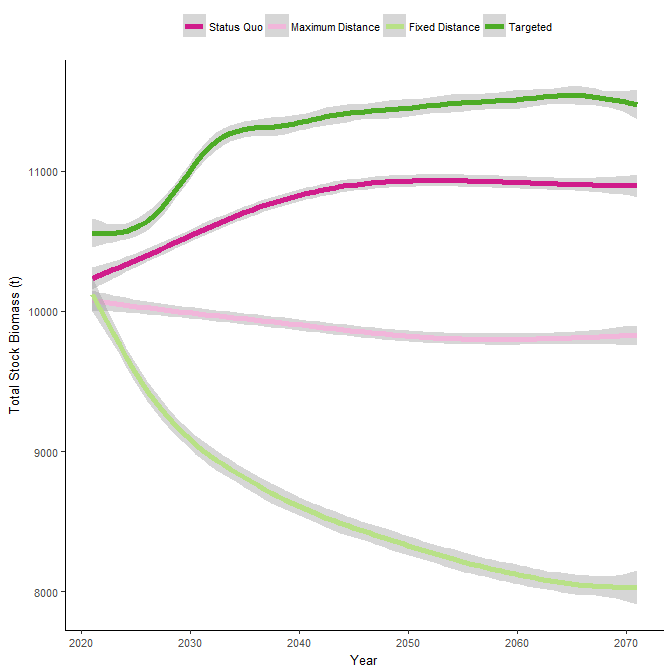 Status Quo Maximum Distance Fixed Distance Targeted
Total Stock Biomass (t)
11000
10000
9000
8000
2020 2030 2040 2050 2060 2070
Year